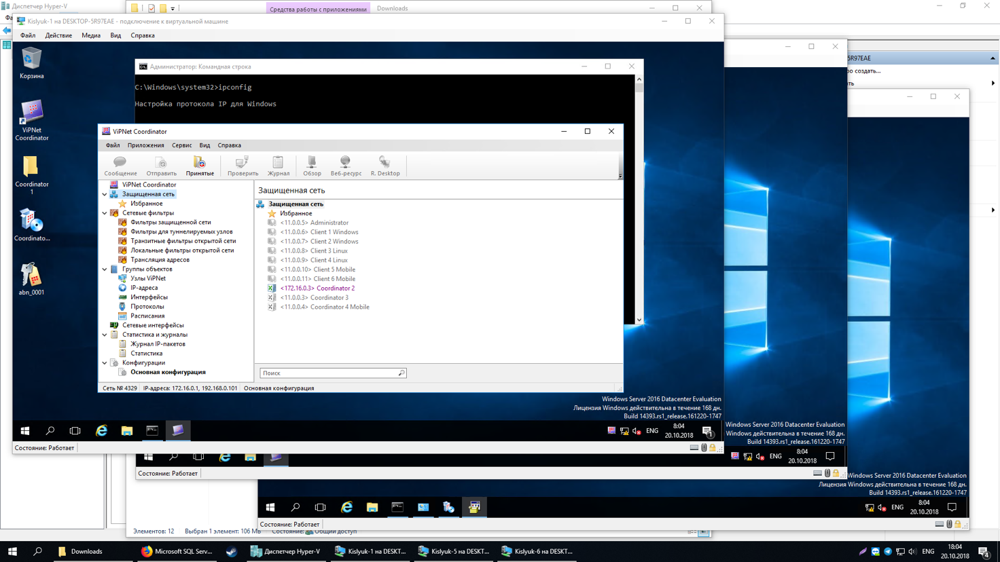 Диспетчер Hyper-V
Средства работы с приложениями
Downloads
Kislyuk-1 на DESKTOP-5R97EAE - подключение к виртуальной машине
Файл Действие Медиа Вид Справка
5R97EAE
ро создать...
ть
Корзина
ViPNet Coordinator
Coordinator 1
Coordinato...
abn_0001
Администратор: Командная строка
C:\Windows\system32>ipconfig
Настройка протокола IP для Windows
ViPNet Coordinator
Файл Приложения Сервис Вид Справка
Сообщение Отправить Принятые Проверить Журнал Обзор Веб-ресурс R. Desktop
ViPNet Coordinator
Защищенная сеть
Избранное
Сетевые фильтры
Фильтры защищенной сети
Фильтры для туннелируемых узлов
Транзитные фильтры открытой сети
Локальные фильтры открытой сети
Трансляция адресов
Группы объектов
Узлы ViPNet
IP-адреса
Интерфейсы
Протоколы
Расписания
Сетевые интерфейсы
Статистика и журналы
Журнал IP-пакетов
Статистика
Конфигурации
Основная конфигурация
Защищенная сеть
Защищенная сеть
Избранное
<11.0.0.5> Administrator
<11.0.0.6> Client 1 Windows
<11.0.0.7> Client 2 Windows
<11.0.0.8> Client 3 Linux
<11.0.0.9> Client 4 Linux
<11.0.0.10> Client 5 Mobile
<11.0.0.11> Client 6 Mobile
<172.16.0.3> Coordinator 2
<11.0.0.3> Coordinator 3
<11.0.0.4> Coordinator 4 Mobile
Поиск
Сеть № 4329 IP-адреса: 172.16.0.1, 192.168.0.101 Основная конфигурация
Windows Server 2016 Datacenter Evaluation
Лицензия Windows действительна в течение 168 дн.
Build 14393.rs1_release.161220-1747
ENG
8:04
20.10.2018
1
Состояние: Работает
Windows Server 2016 Datacenter Evaluation
Windows действительна в течение 168 дн.
Build 14393.rs1_release.161220-1747
ENG
8:04
20.10.2018
Состояние: Работает
Windows Server 2016 Datacenter Evaluation
Лицензия Windows действительна в течение 168 дн.
Build 14393.rs1_release.161220-1747
ENG
8:04
20.10.2018
Состояние: Работает
Элементов: 12 Выбран 1 элемент: 106 МБ Состояние: Общий доступ
Downloads
Microsoft SQL Serv...
Диспетчер Hyper-V
Kislyuk-1 на DESKT...
Kislyuk-5 на DESKT...
Kislyuk-6 на DESKT...
ENG
18:04
20.10.2018
4